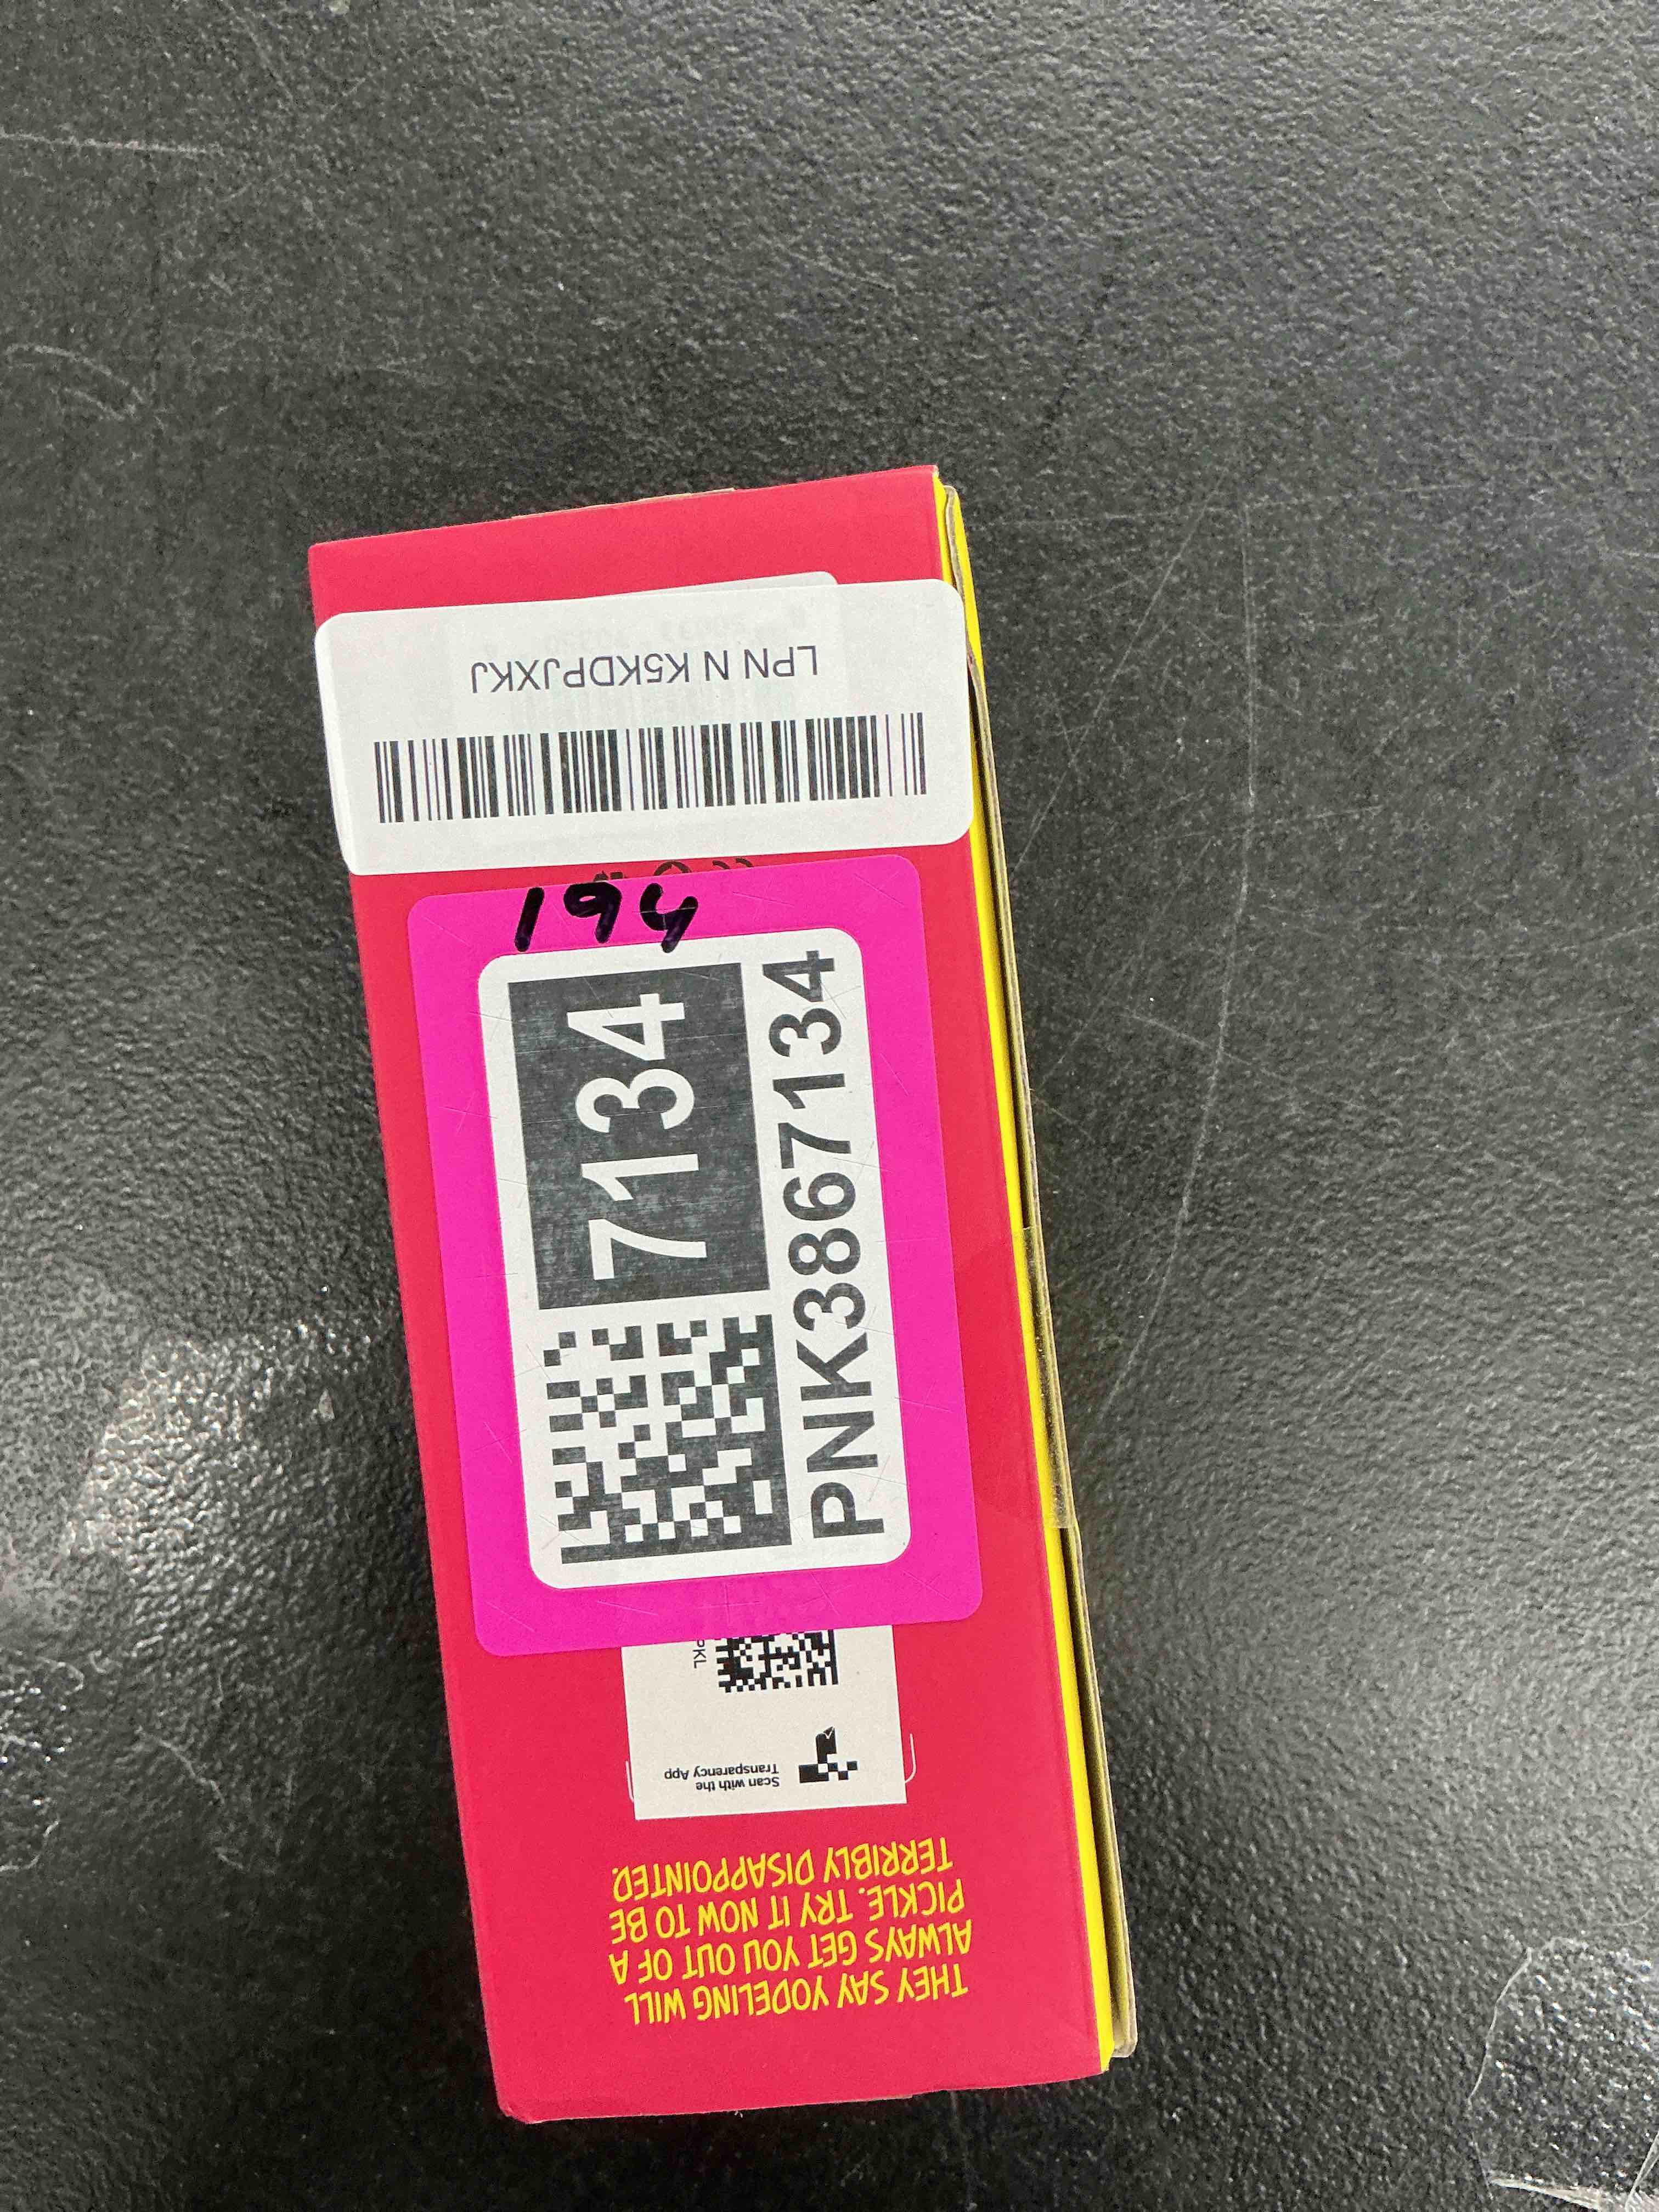 LPN N K5KDPJXKJ
194
7134
PNK3867134
PKL
Scan with the
Transparency App
THEY SAY YODELING WILL
ALWAYS GET YOU OUT OF A
PICKLE. TRY IT NOW TO BE
TERRIBLY DISAPPOINTED.